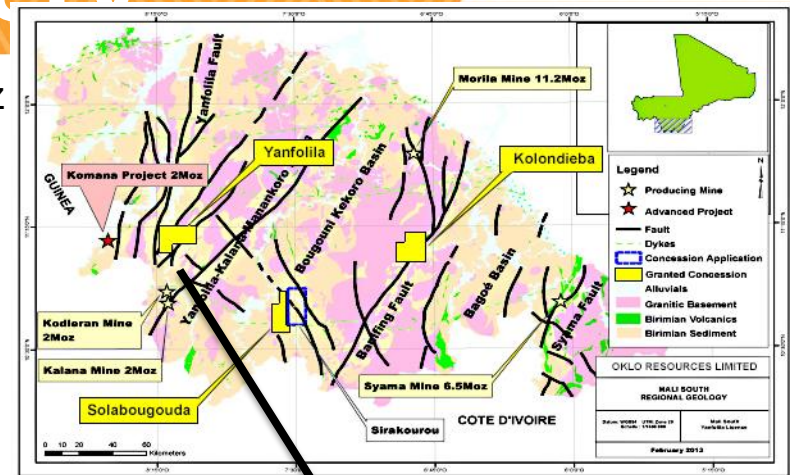 z
Yanfolila Fault
Morila Mine 11.2Moz
Yanfolila
Kolondieba
Komana Project 2Moz
GUINEA
Yanfolila-Kalana-Manankoro
Bougouni Kekoro Basin
Bagoé Basin
Banifing Fault
Syama Fault
Kodieran Mine
2Moz
Kalana Mine 2Moz
Solabougouda
Syama Mine 6.5Moz
Sirakourou
COTE D'IVOIRE
0 10 20 40 60
Kilometers
N
Legend
Producing Mine
Advanced Project
Fault
Dykes
Concession Application
Granted Concession
Alluvials
Granitic Basement
Birimian Volcanics
Birimian Sediment
OKLO RESOURCES LIMITED
MALI SOUTH
REGIONAL GEOLOGY
Mali South
February 2013